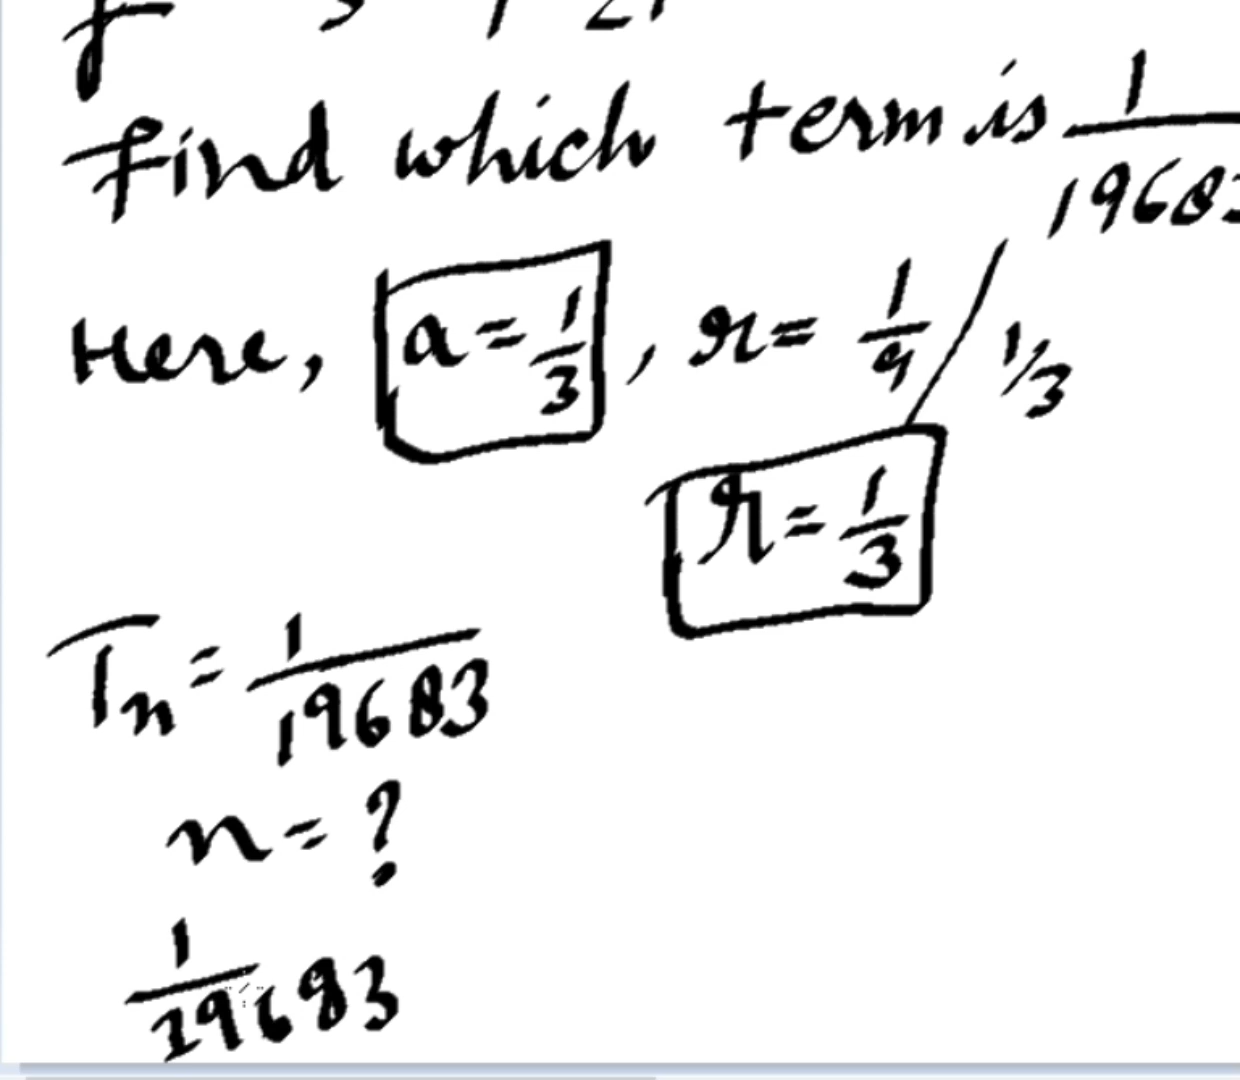 Find which term is 1/19683
Here, a = 1/3, r = 1/9 / 1/3
r = 1/3
Tn = 1/19683
n = ?
1/19683